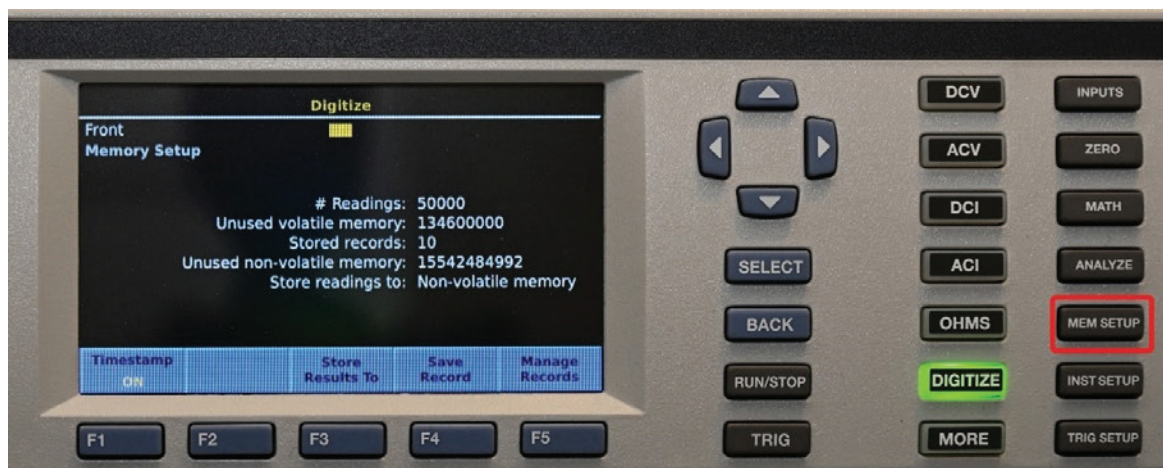 Digitize
Front
Memory Setup
# Readings: 50000
Unused volatile memory: 134600000
Stored records: 10
Unused non-volatile memory: 15542484992
Store readings to: Non-volatile memory
Timestamp
ON
Store
Results To
Save
Record
Manage
Records
F1
F2
F3
F4
F5
SELECT
BACK
RUN/STOP
TRIG
DCV
ACV
DCI
ACI
OHMS
DIGITIZE
MORE
INPUTS
ZERO
MATH
ANALYZE
MEM SETUP
INST SETUP
TRIG SETUP